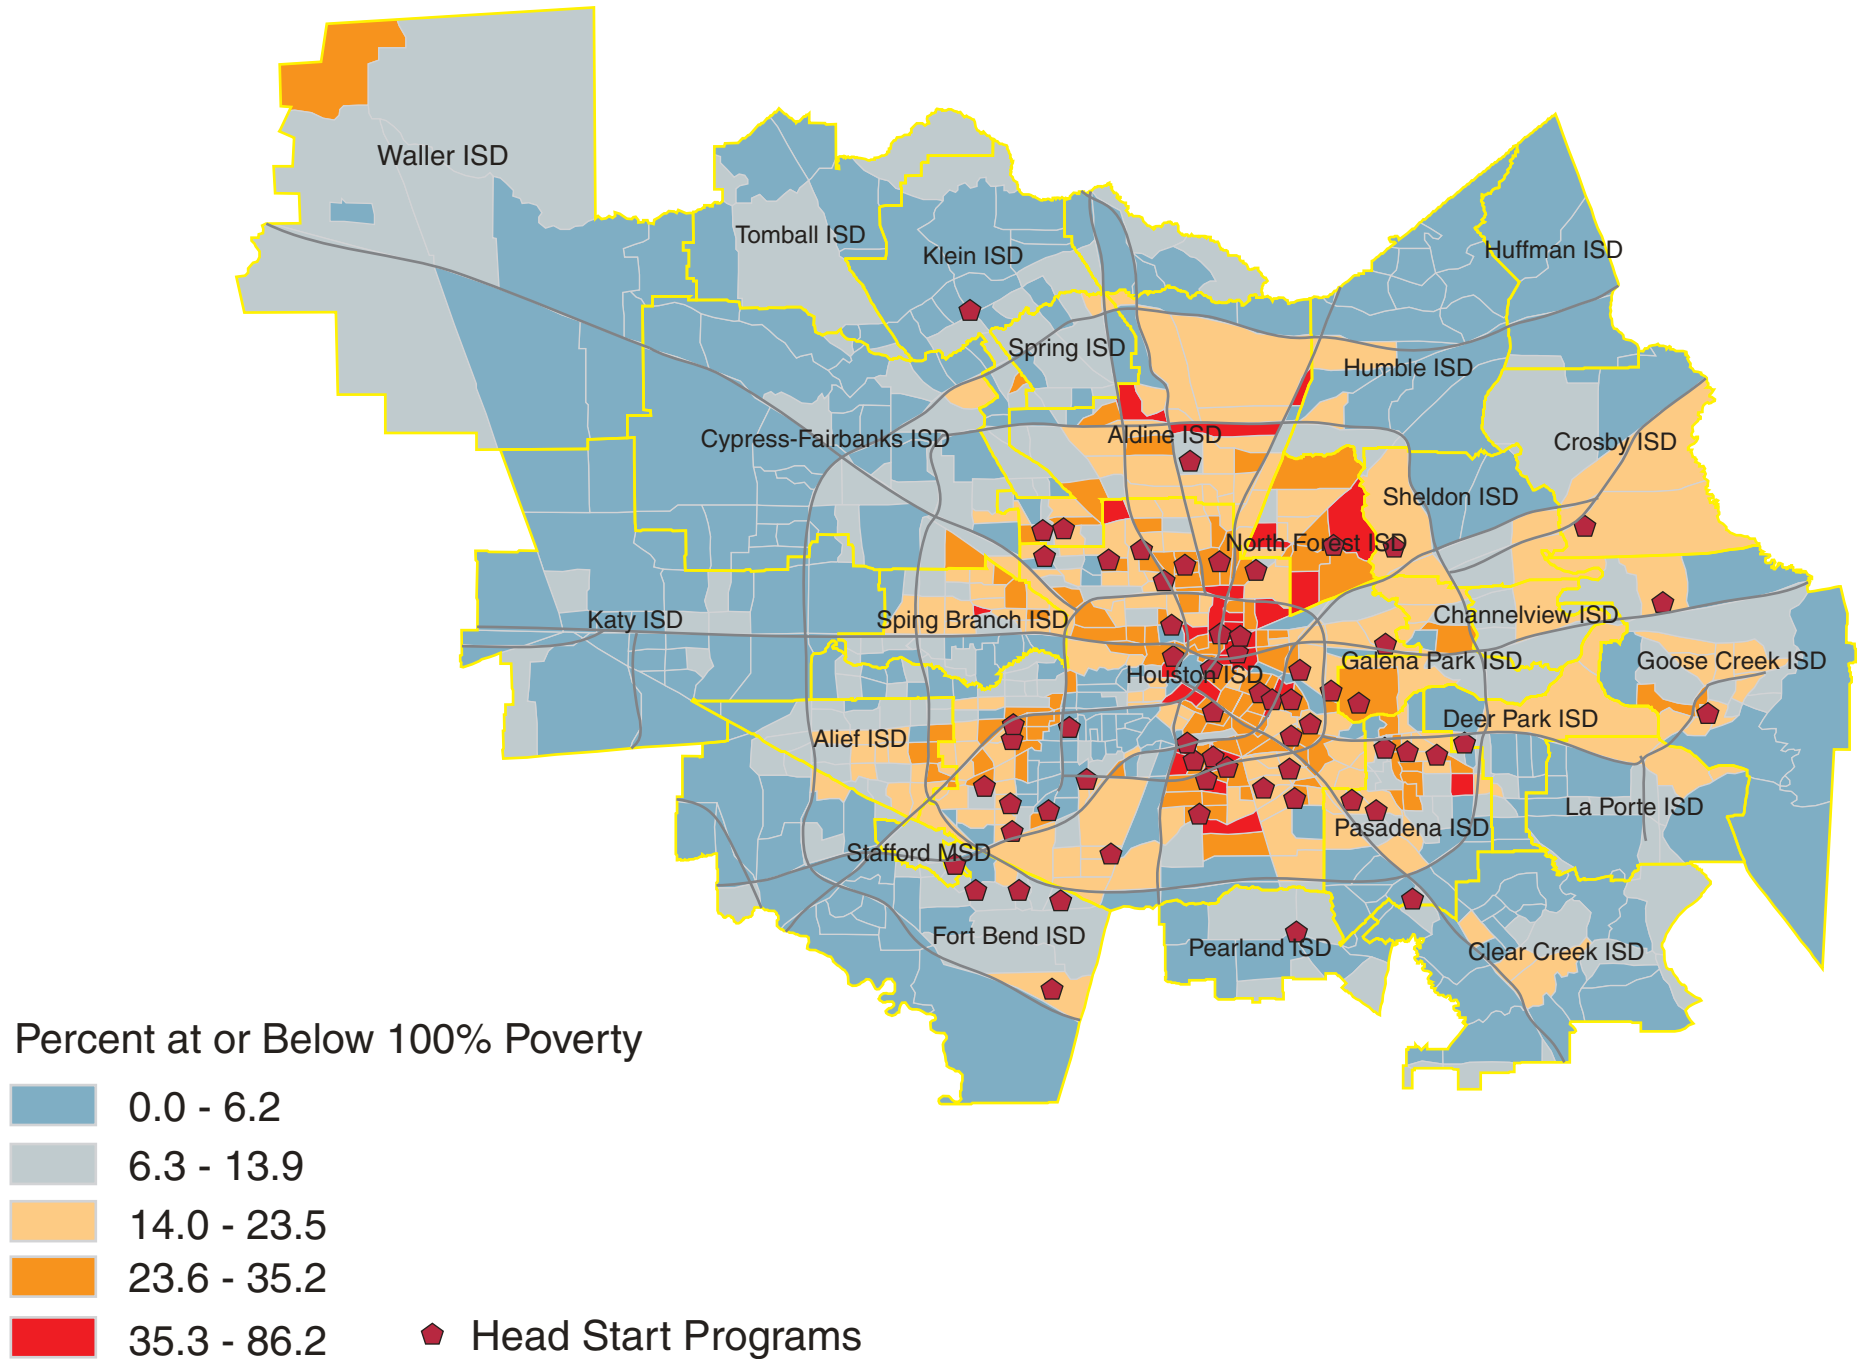 Waller ISD
Tomball ISD
Klein ISD
Huffman ISD
Spring ISD
Humble ISD
Cypress-Fairbanks ISD
Aldine ISD
Crosby ISD
Sheldon ISD
North Forest ISD
Katy ISD
Sping Branch ISD
Channelview ISD
Houston ISD
Galena Park ISD
Goose Creek ISD
Alief ISD
Deer Park ISD
La Porte ISD
Pasadena ISD
Stafford MSD
Fort Bend ISD
Pearland ISD
Clear Creek ISD
Percent at or Below 100% Poverty
0.0 - 6.2
6.3 - 13.9
14.0 - 23.5
23.6 - 35.2
35.3 - 86.2
Head Start Programs